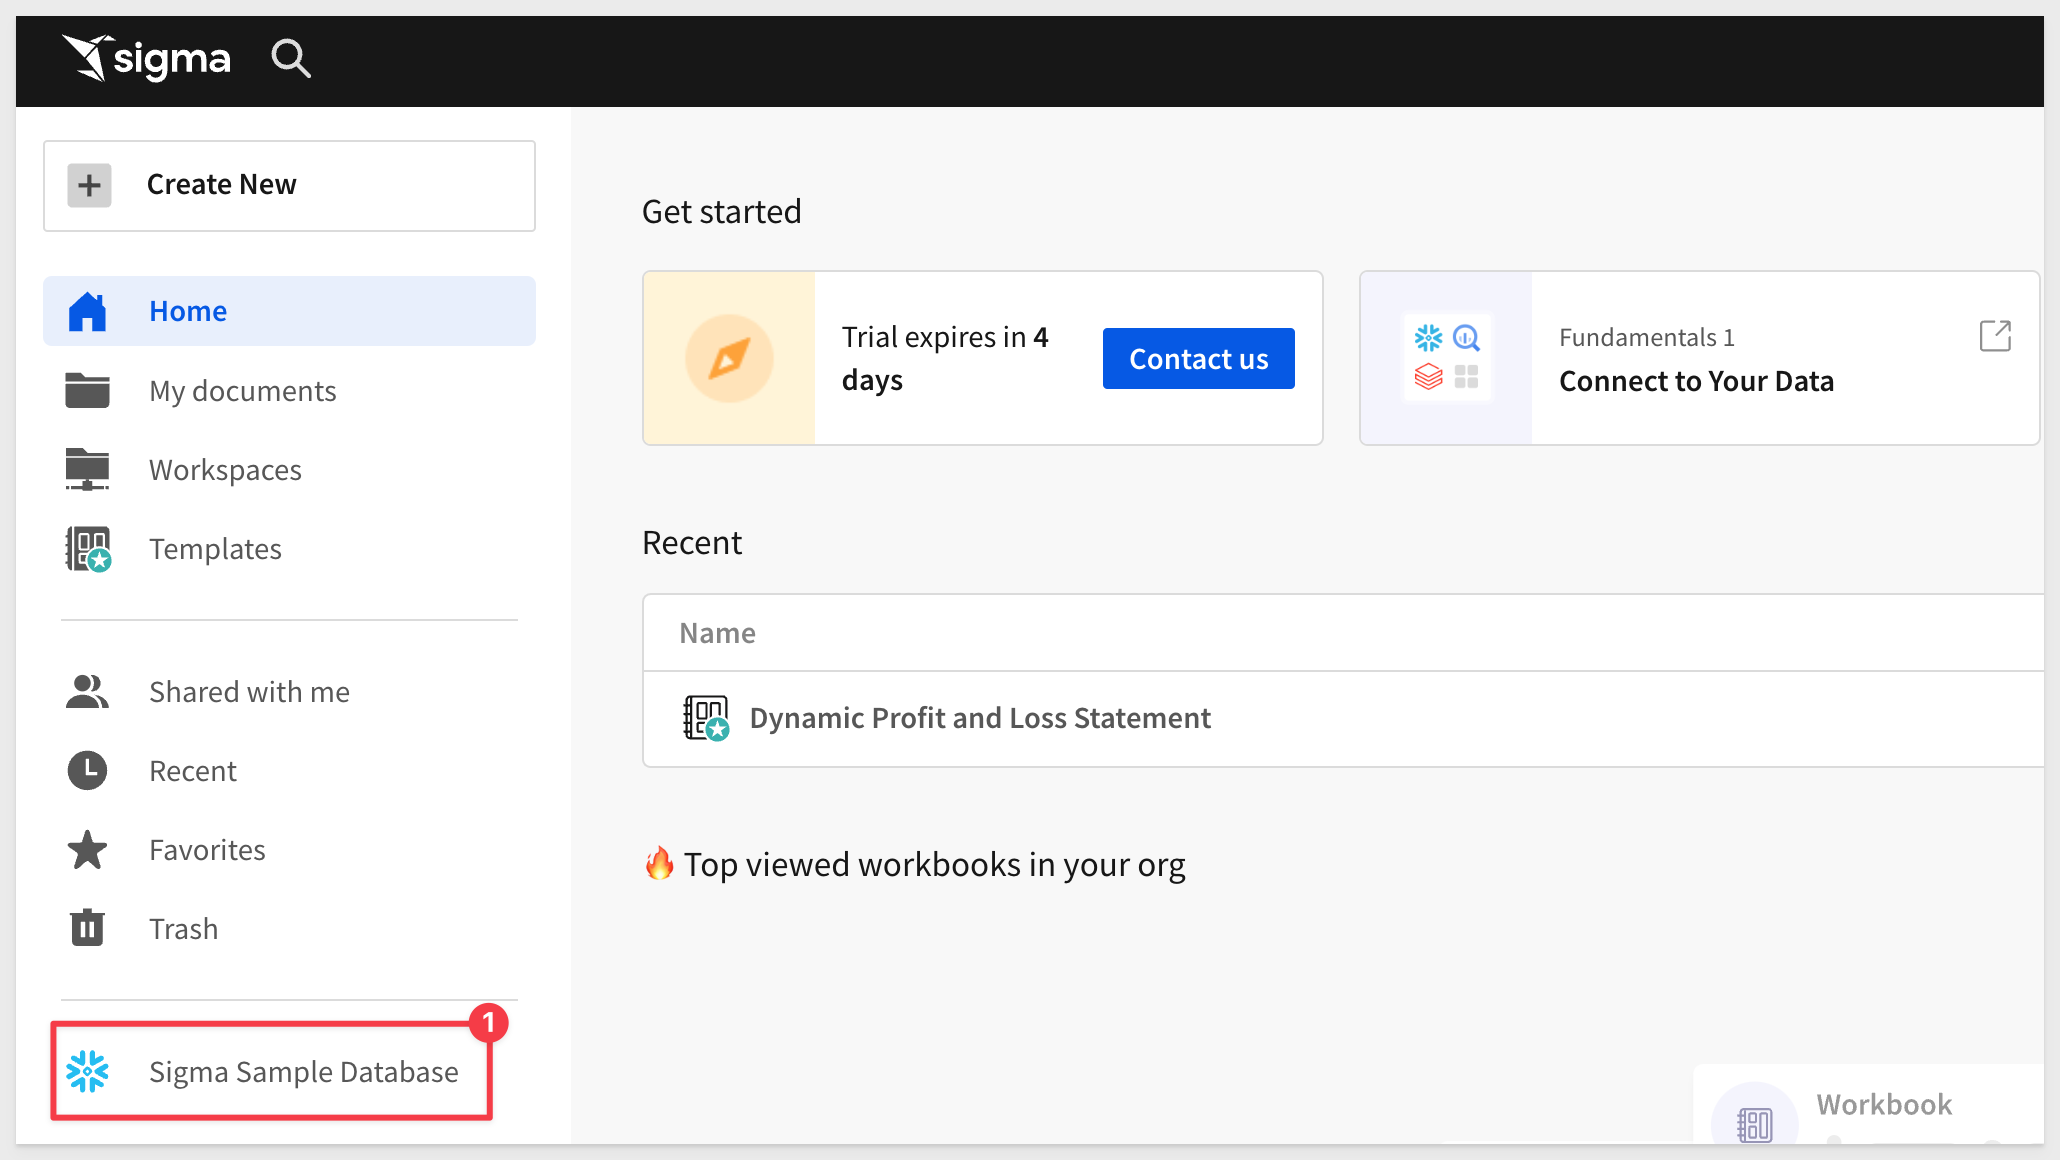 sigma
Create New
Home
My documents
Workspaces
Templates
Shared with me
Recent
Favorites
Trash
1
Sigma Sample Database
Get started
Trial expires in 4
days
Contact us
Fundamentals 1
Connect to Your Data
Recent
Name
Dynamic Profit and Loss Statement
🔥 Top viewed workbooks in your org
Workbook